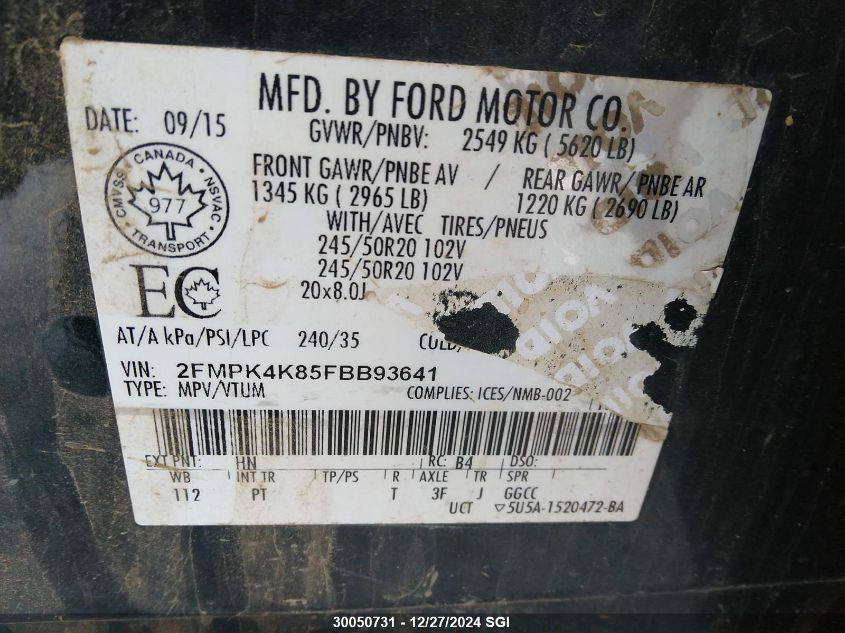 MFD. BY FORD MOTOR CO.
DATE: 09/15
GVWR/PNBV: 2549 KG ( 5620 LB)
FRONT GAWR/PNBE AV / REAR GAWR/PNBE AR
1345 KG ( 2965 LB) 1220 KG ( 2690 LB)
WITH/AVEC TIRES/PNEUS
245/50R20 102V
245/50R20 102V
20x8.0J
CANADA
CMVSS 977 NSVAC
TRANSPORT
EC
AT/A kPa/PSI/LPC 240/35
VIN: 2FMPK4K85FBB93641
TYPE: MPV/VTUM COMPLIES: ICES/NMB-002
EXT PNT: HN RC: B4 DSO:
WB INT TR TP/PS R AXLE TR SPR
112 PT T 3F J GGCC
UCT ▽5U5A-1520472-BA
VOID
VOID
VOID
VOID
30050731 - 12/27/2024 SGI